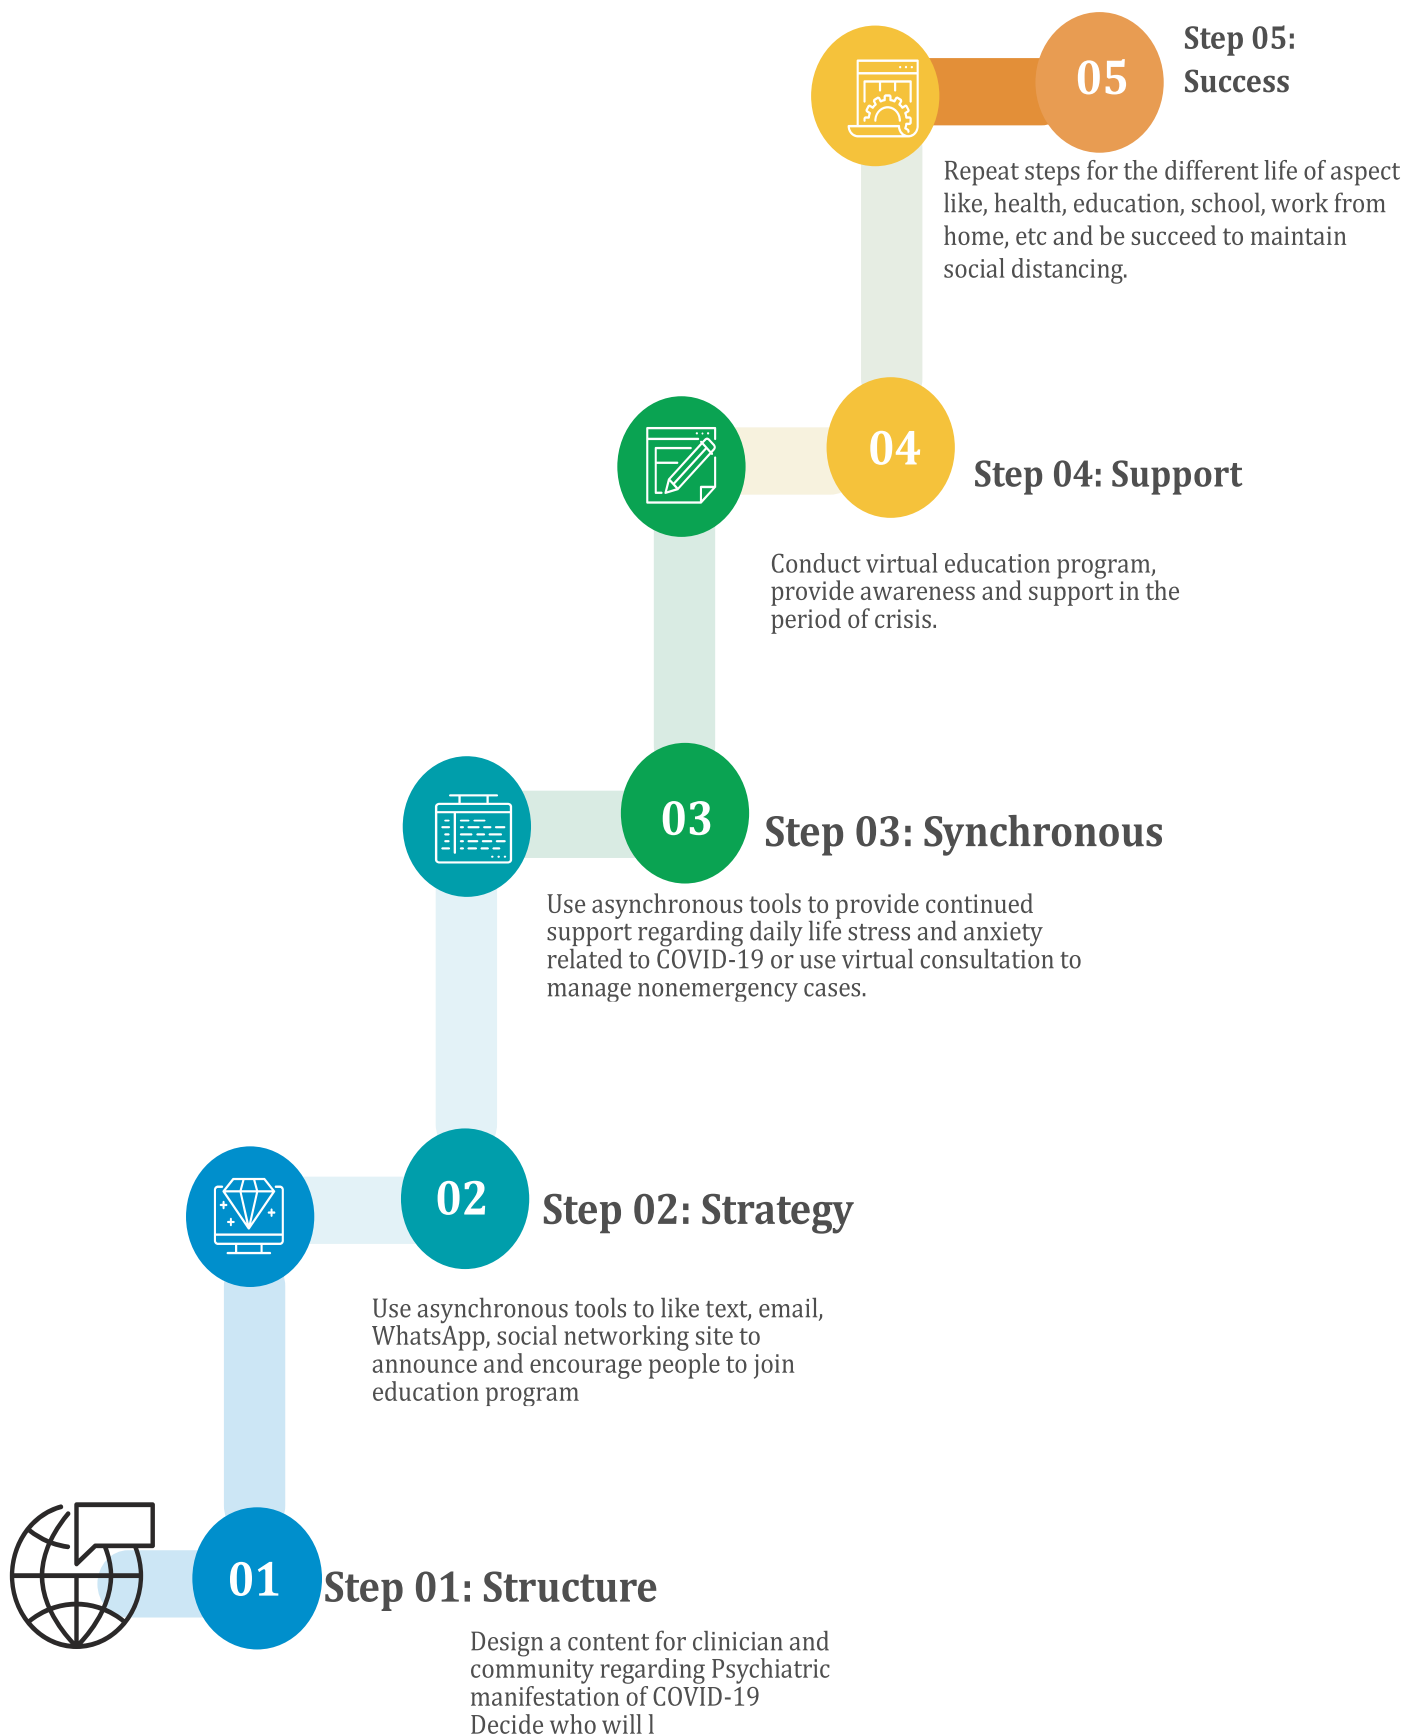 05
Step 05:
Success
Repeat steps for the different life of aspect
like, health, education, school, work from
home, etc and be succeed to maintain
social distancing.
04
Step 04: Support
Conduct virtual education program,
provide awareness and support in the
period of crisis.
03
Step 03: Synchronous
Use asynchronous tools to provide continued
support regarding daily life stress and anxiety
related to COVID-19 or use virtual consultation to
manage nonemergency cases.
02
Step 02: Strategy
Use asynchronous tools to like text, email,
WhatsApp, social networking site to
announce and encourage people to join
education program
01
Step 01: Structure
Design a content for clinician and
community regarding Psychiatric
manifestation of COVID-19
Decide who will l